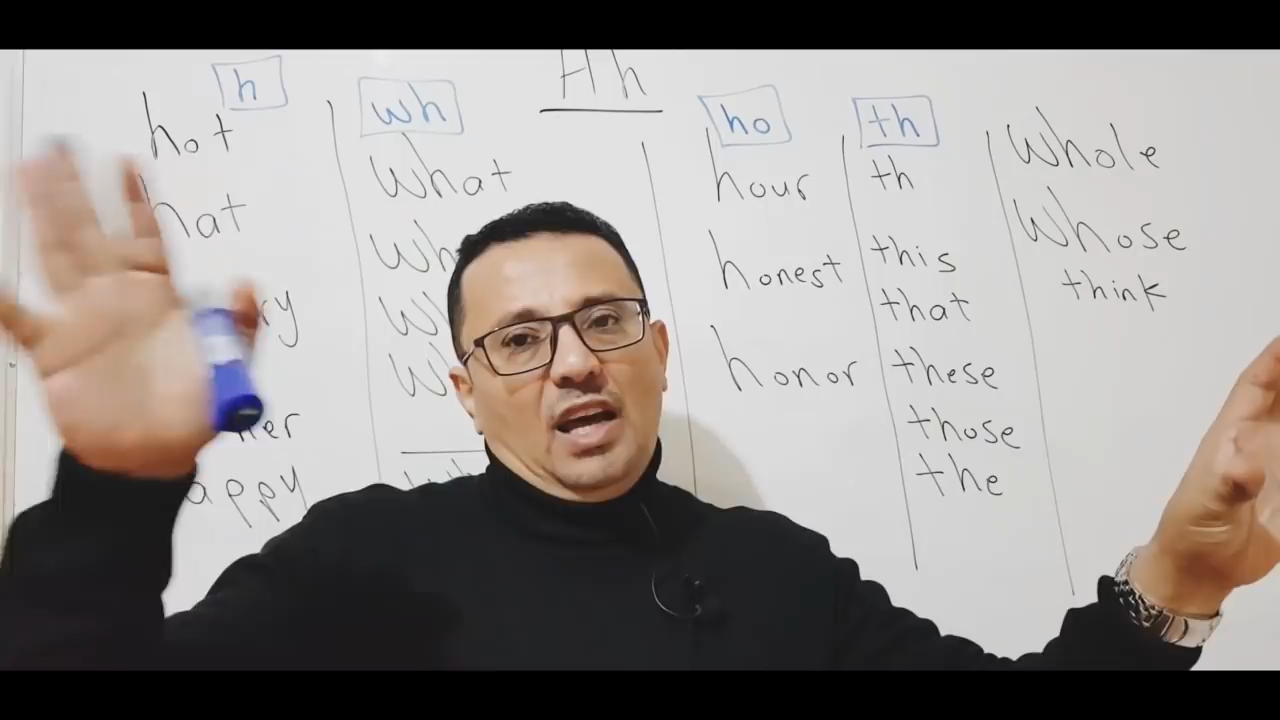 Hh
h
hot
hat
wh
What
ho
hour
honest
honor
th
th
this
that
these
those
the
Whole
Whose
think